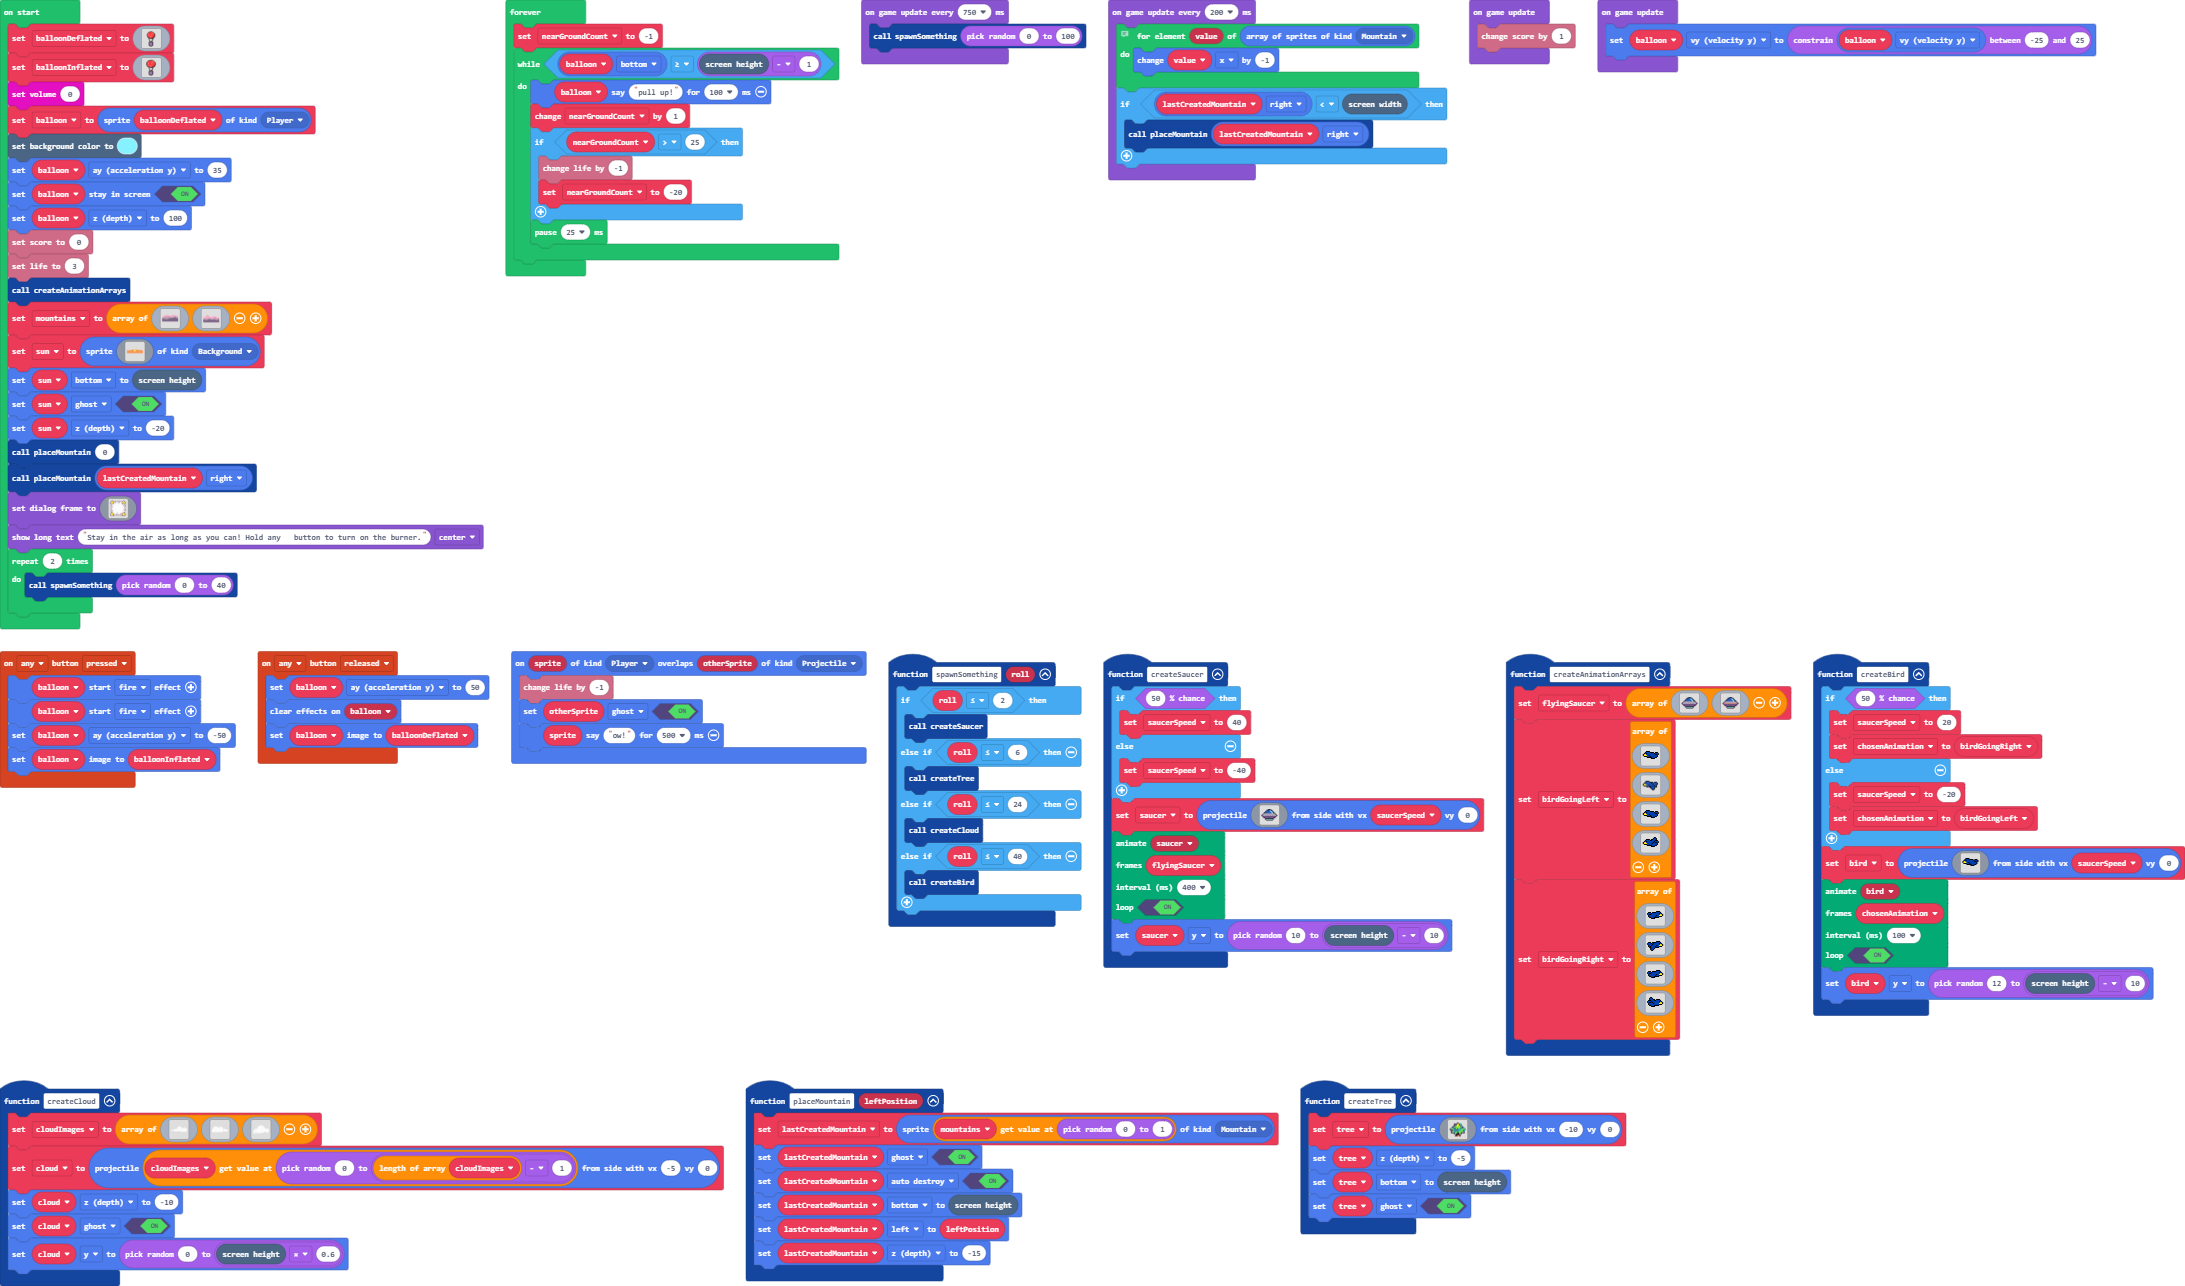 on start
set balloonDeflated to
set balloonInflated to
set volume 0
set balloon to sprite balloonDeflated of kind Player
set background color to
set balloon ay (acceleration y) to 35
set balloon stay in screen ON
set balloon z (depth) to 100
set score to 0
set life to 3
call createAnimationArrays
set mountains to array of
set sun to sprite of kind Background
set sun bottom to screen height
set sun ghost ON
set sun z (depth) to -20
call placeMountain 0
call placeMountain lastCreatedMountain right
set dialog frame to
show long text "Stay in the air as long as you can! Hold any button to turn on the burner." center
repeat 2 times
do call spawnSomething pick random 0 to 40
forever
set nearGroundCount to -1
while balloon bottom ≥ screen height - 1
do balloon say "pull up!" for 100 ms
change nearGroundCount by 1
if nearGroundCount > 25 then
change life by -1
set nearGroundCount to -20
pause 25 ms
on game update every 750 ms
call spawnSomething pick random 0 to 100
on game update every 200 ms
for element value of array of sprites of kind Mountain
do change value x by -1
if lastCreatedMountain right < screen width then
call placeMountain lastCreatedMountain right
on game update
change score by 1
on game update
set balloon vy (velocity y) to constrain balloon vy (velocity y) between -25 and 25
on any button pressed
balloon start fire effect
balloon start fire effect
set balloon ay (acceleration y) to -50
set balloon image to balloonInflated
on any button released
set balloon ay (acceleration y) to 50
clear effects on balloon
set balloon image to balloonDeflated
on sprite of kind Player overlaps otherSprite of kind Projectile
change life by -1
set otherSprite ghost ON
sprite say "ow!" for 500 ms
function spawnSomething roll
if roll ≤ 2 then
call createSaucer
else if roll ≤ 6 then
call createTree
else if roll ≤ 24 then
call createCloud
else if roll ≤ 40 then
call createBird
function createSaucer
if 50 % chance then
set saucerSpeed to 40
else
set saucerSpeed to -40
set saucer to projectile from side with vx saucerSpeed vy 0
animate saucer
frames flyingSaucer
interval (ms) 400
loop ON
set saucer y to pick random 10 to screen height - 10
function createAnimationArrays
set flyingSaucer to array of
set birdGoingLeft to array of
set birdGoingRight to array of
function createBird
if 50 % chance then
set saucerSpeed to 20
set chosenAnimation to birdGoingRight
else
set saucerSpeed to -20
set chosenAnimation to birdGoingLeft
set bird to projectile from side with vx saucerSpeed vy 0
animate bird
frames chosenAnimation
interval (ms) 100
loop ON
set bird y to pick random 12 to screen height - 10
function createCloud
set cloudImages to array of
set cloud to projectile cloudImages get value at pick random 0 to length of array cloudImages - 1 from side with vx -5 vy 0
set cloud z (depth) to -10
set cloud ghost ON
set cloud y to pick random 0 to screen height × 0.6
function placeMountain leftPosition
set lastCreatedMountain to sprite mountains get value at pick random 0 to 1 of kind Mountain
set lastCreatedMountain ghost ON
set lastCreatedMountain auto destroy ON
set lastCreatedMountain bottom to screen height
set lastCreatedMountain left to leftPosition
set lastCreatedMountain z (depth) to -15
function createTree
set tree to projectile from side with vx -10 vy 0
set tree z (depth) to -5
set tree bottom to screen height
set tree ghost ON